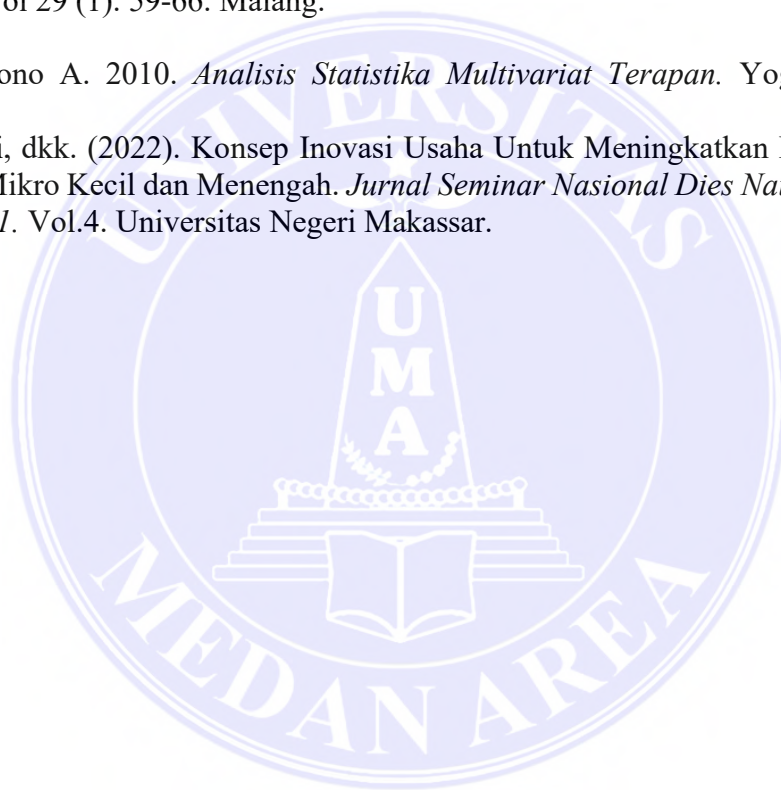 ol 29 (1). 59-66. Malang.
ono A. 2010. Analisis Statistika Multivariat Terapan. Yog
i, dkk. (2022). Konsep Inovasi Usaha Untuk Meningkatkan
Mikro Kecil dan Menengah. Jurnal Seminar Nasional Dies Na
1. Vol.4. Universitas Negeri Makassar.
UNIVERSITAS
UMA
MEDAN AREA